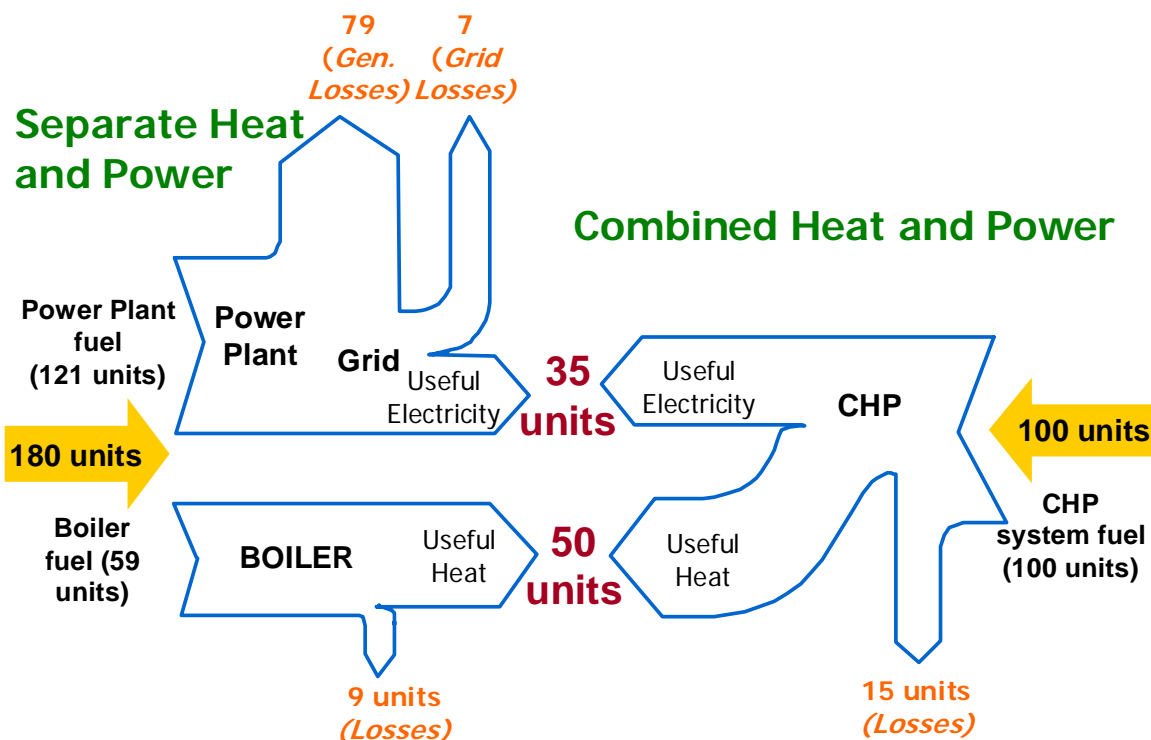 79
(Gen.
Losses)
7
(Grid
Losses)
Separate Heat
and Power
Combined Heat and Power
Power Plant
fuel
(121 units)
Power
Plant
Grid
Useful
Electricity
35
units
Useful
Electricity
CHP
180 units
100 units
Boiler
fuel (59
units)
BOILER
Useful
Heat
50
units
Useful
Heat
CHP
system fuel
(100 units)
9 units
(Losses)
15 units
(Losses)